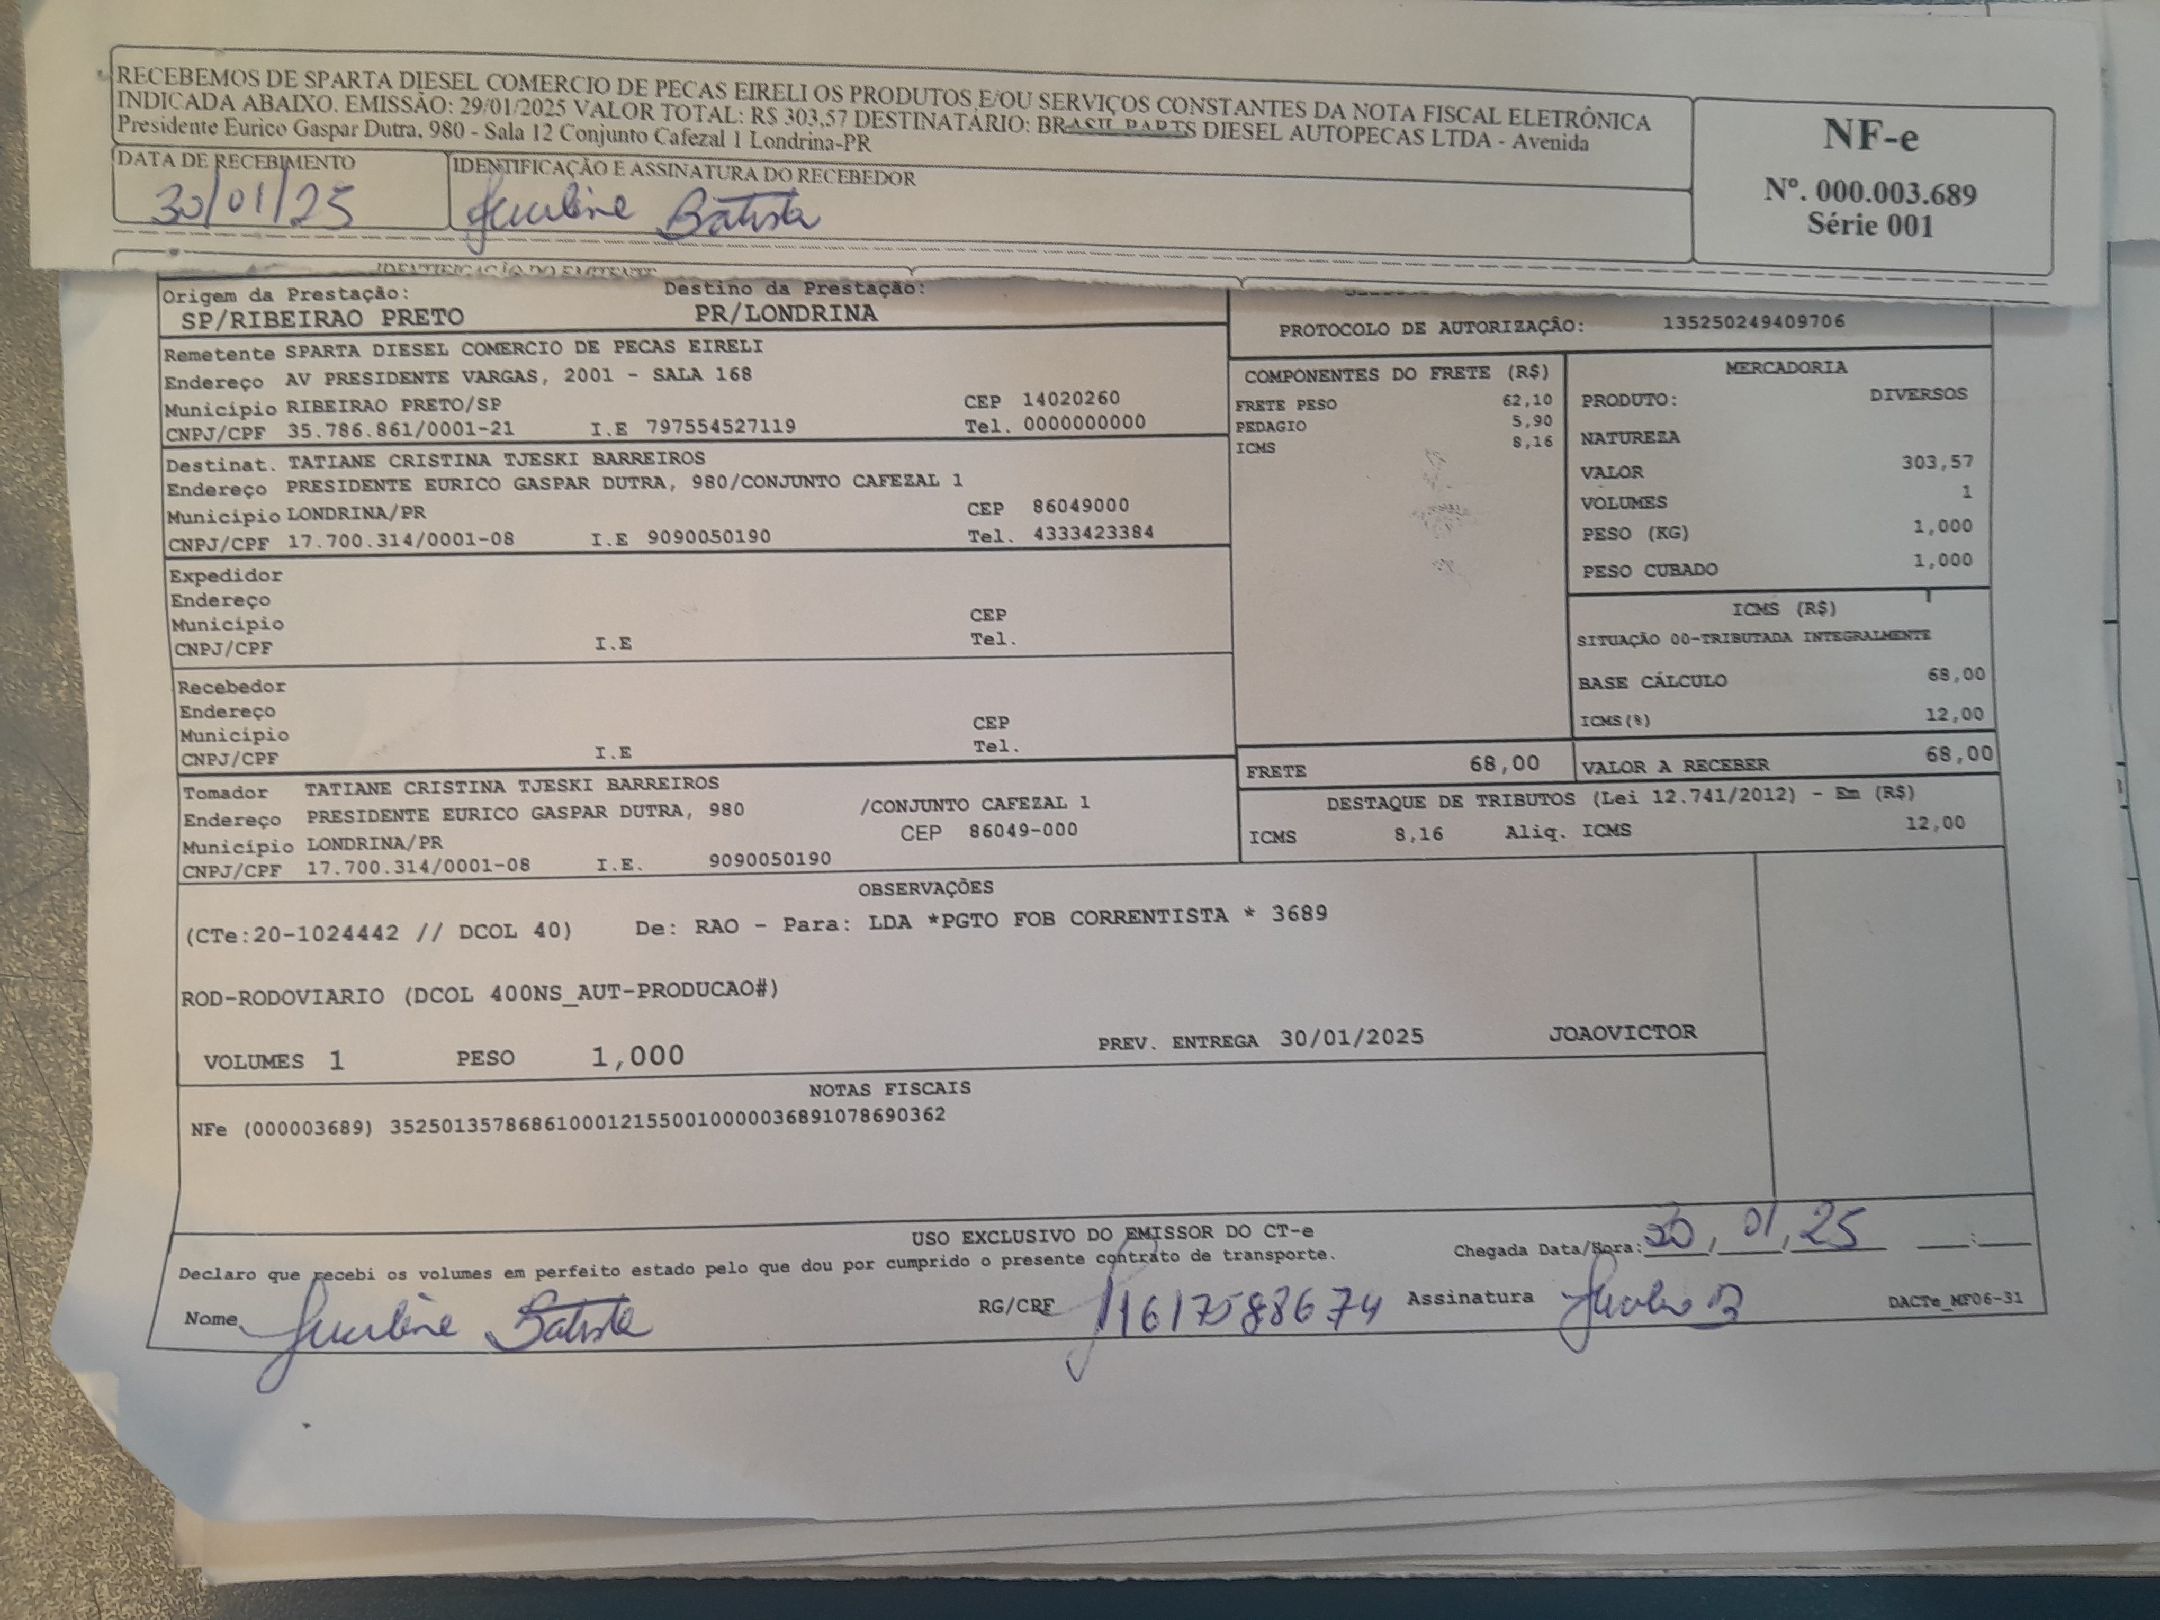 RECEBEMOS DE SPARTA DIESEL COMERCIO DE PECAS EIRELI OS PRODUTOS E/OU SERVIÇOS CONSTANTES DA NOTA FISCAL ELETRÔNICA
INDICADA ABAIXO. EMISSÃO: 29/01/2025 VALOR TOTAL: R$ 303,57 DESTINATÁRIO: BRASIL PARTS DIESEL AUTOPECAS LTDA - Avenida
Presidente Eurico Gaspar Dutra, 980 - Sala 12 Conjunto Cafezal 1 Londrina-PR
NF-e
Nº. 000.003.689
Série 001
DATA DE RECEBIMENTO IDENTIFICAÇÃO E ASSINATURA DO RECEBEDOR
30/01/25 Batista
IDENTIFICAÇÃO DO EMITENTE
Origem da Prestação: Destino da Prestação:
SP/RIBEIRAO PRETO PR/LONDRINA
PROTOCOLO DE AUTORIZAÇÃO: 135250249409706
Remetente SPARTA DIESEL COMERCIO DE PECAS EIRELI
Endereço AV PRESIDENTE VARGAS, 2001 - SALA 168
Município RIBEIRAO PRETO/SP CEP 14020260
CNPJ/CPF 35.786.861/0001-21 I.E 797554527119 Tel. 0000000000
Destinat. TATIANE CRISTINA TJESKI BARREIROS
Endereço PRESIDENTE EURICO GASPAR DUTRA, 980/CONJUNTO CAFEZAL 1
Município LONDRINA/PR CEP 86049000
CNPJ/CPF 17.700.314/0001-08 I.E 9090050190 Tel. 4333423384
Expedidor
Endereço
Município CEP
CNPJ/CPF I.E Tel.
Recebedor
Endereço
Município CEP
CNPJ/CPF I.E Tel.
Tomador TATIANE CRISTINA TJESKI BARREIROS
Endereço PRESIDENTE EURICO GASPAR DUTRA, 980 /CONJUNTO CAFEZAL 1
Município LONDRINA/PR CEP 86049-000
CNPJ/CPF 17.700.314/0001-08 I.E. 9090050190
COMPONENTES DO FRETE (R$)
FRETE PESO 62,10
PEDAGIO 5,90
ICMS 8,16
MERCADORIA
PRODUTO: DIVERSOS
NATUREZA
VALOR 303,57
VOLUMES 1
PESO (KG) 1,000
PESO CUBADO 1,000
ICMS (R$)
SITUAÇÃO 00-TRIBUTADA INTEGRALMENTE
BASE CÁLCULO 68,00
ICMS(%) 12,00
FRETE 68,00 VALOR A RECEBER 68,00
DESTAQUE DE TRIBUTOS (Lei 12.741/2012) - Em (R$)
ICMS 8,16 Aliq. ICMS 12,00
OBSERVAÇÕES
(CTe:20-1024442 // DCOL 40) De: RAO - Para: LDA *PGTO FOB CORRENTISTA * 3689
ROD-RODOVIARIO (DCOL 400NS_AUT-PRODUCAO#)
VOLUMES 1 PESO 1,000 PREV. ENTREGA 30/01/2025 JOAOVICTOR
NOTAS FISCAIS
NFe (000003689) 35250135786861000121550010000036891078690362
USO EXCLUSIVO DO EMISSOR DO CT-e
Declaro que recebi os volumes em perfeito estado pelo que dou por cumprido o presente contrato de transporte. Chegada Data/Hora: 30, 01, 25 :
Nome Batista RG/CRF 11617588674 Assinatura DACTe_MF06-31